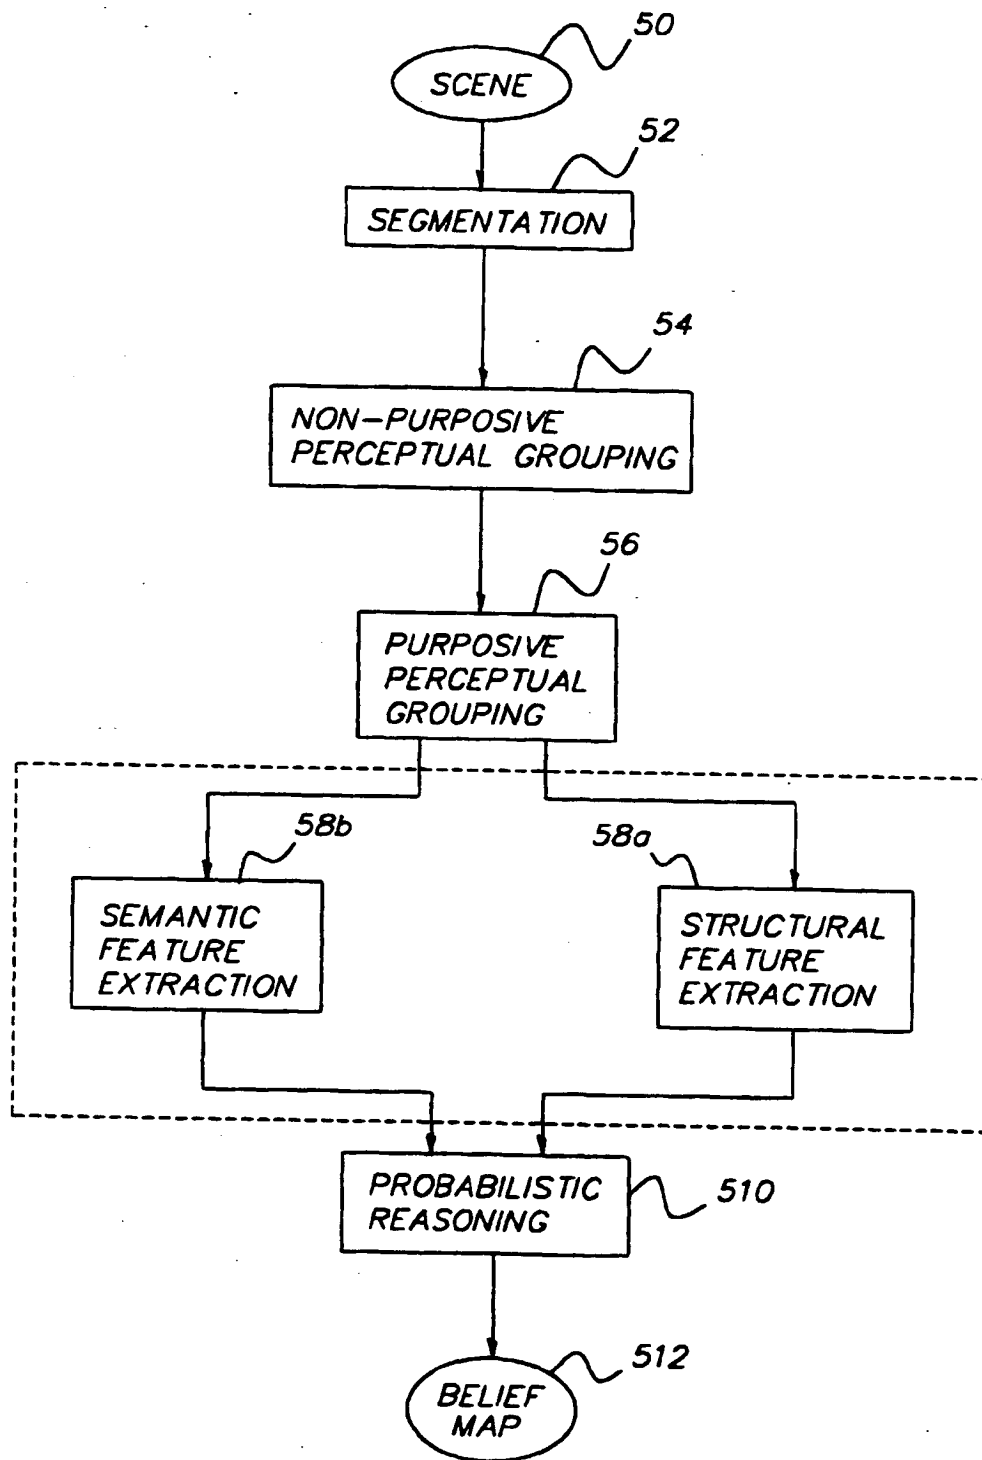 50
SCENE
52
SEGMENTATION
54
NON-PURPOSIVE
PERCEPTUAL GROUPING
56
PURPOSIVE
PERCEPTUAL
GROUPING
58b
58a
SEMANTIC
FEATURE
EXTRACTION
STRUCTURAL
FEATURE
EXTRACTION
PROBABILISTIC
REASONING
510
512
BELIEF
MAP